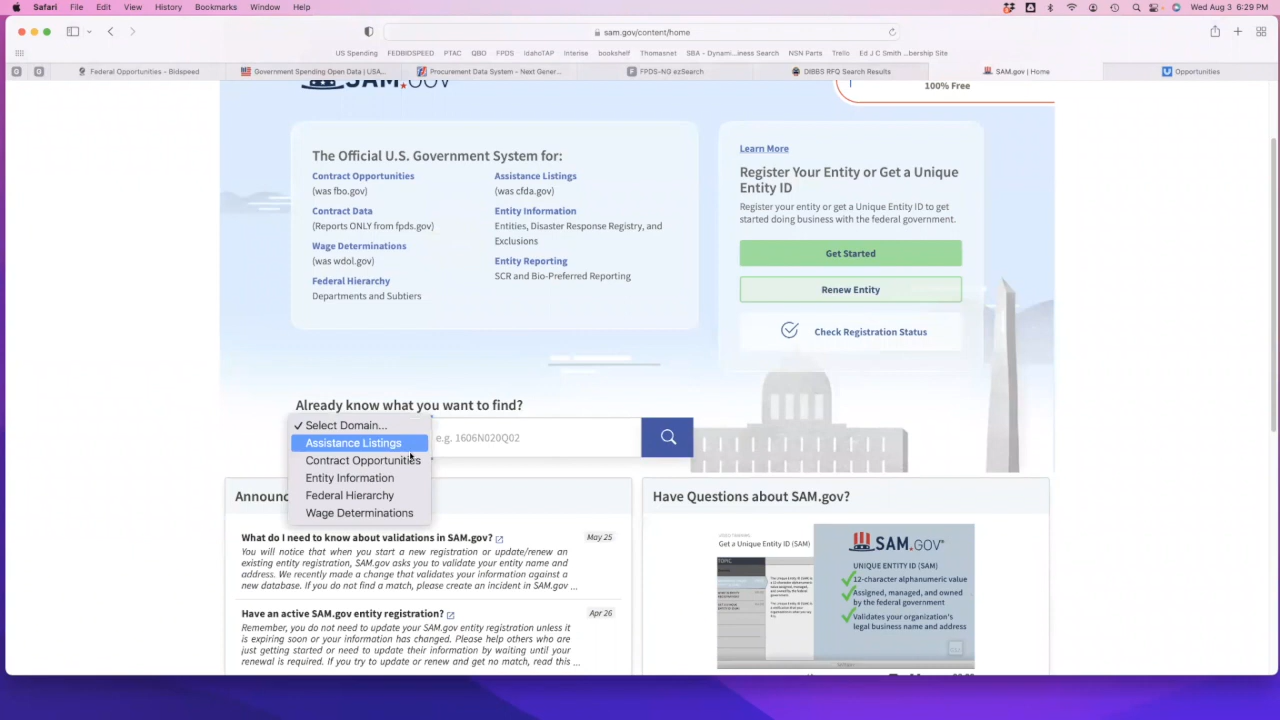 Safari File Edit View History Bookmarks Window Help Wed Aug 3 6:29 PM
sam.gov/content/home
US Spending FEDBIDSPEED PTAC QBO FPDS IdahoTAP Interise bookshelf Thomasnet SBA - Dynami...iness Search NSN Parts Trello Ed J C Smith ...bership Site
Federal Opportunities - Bidspeed Government Spending Open Data | USA... Procurement Data System - Next Gener... FPDS-NG ezSearch DIBBS RFQ Search Results SAM.gov | Home Opportunities
SAM.GOV
100% Free
The Official U.S. Government System for:
Contract Opportunities
(was fbo.gov)
Contract Data
(Reports ONLY from fpds.gov)
Wage Determinations
(was wdol.gov)
Federal Hierarchy
Departments and Subtiers
Assistance Listings
(was cfda.gov)
Entity Information
Entities, Disaster Response Registry, and
Exclusions
Entity Reporting
SCR and Bio-Preferred Reporting
Learn More
Register Your Entity or Get a Unique
Entity ID
Register your entity or get a Unique Entity ID to get
started doing business with the federal government.
Get Started
Renew Entity
Check Registration Status
Already know what you want to find?
✓ Select Domain...
Assistance Listings
Contract Opportunities
Entity Information
Federal Hierarchy
Wage Determinations
e.g. 1606N020Q02
What do I need to know about validations in SAM.gov? May 25
You will notice that when you start a new registration or update/renew an
existing entity registration, SAM.gov asks you to validate your entity name and
address. We recently made a change that validates your information against a
new database. If you do not find a match, please create an incident in SAM.gov ...
Have an active SAM.gov entity registration? Apr 26
Remember, you do not need to update your SAM.gov entity registration unless it
is expiring soon or your information has changed. Please help others who are
just getting started or need to update their information by waiting until your
renewal is required. If you try to update or renew and get no match, read this ...
Have Questions about SAM.gov?
Get a Unique Entity ID (SAM)
SAM.GOV
UNIQUE ENTITY ID (SAM)
12-character alphanumeric value
Assigned, managed, and owned
by the federal government
Validates your organization's
legal business name and address